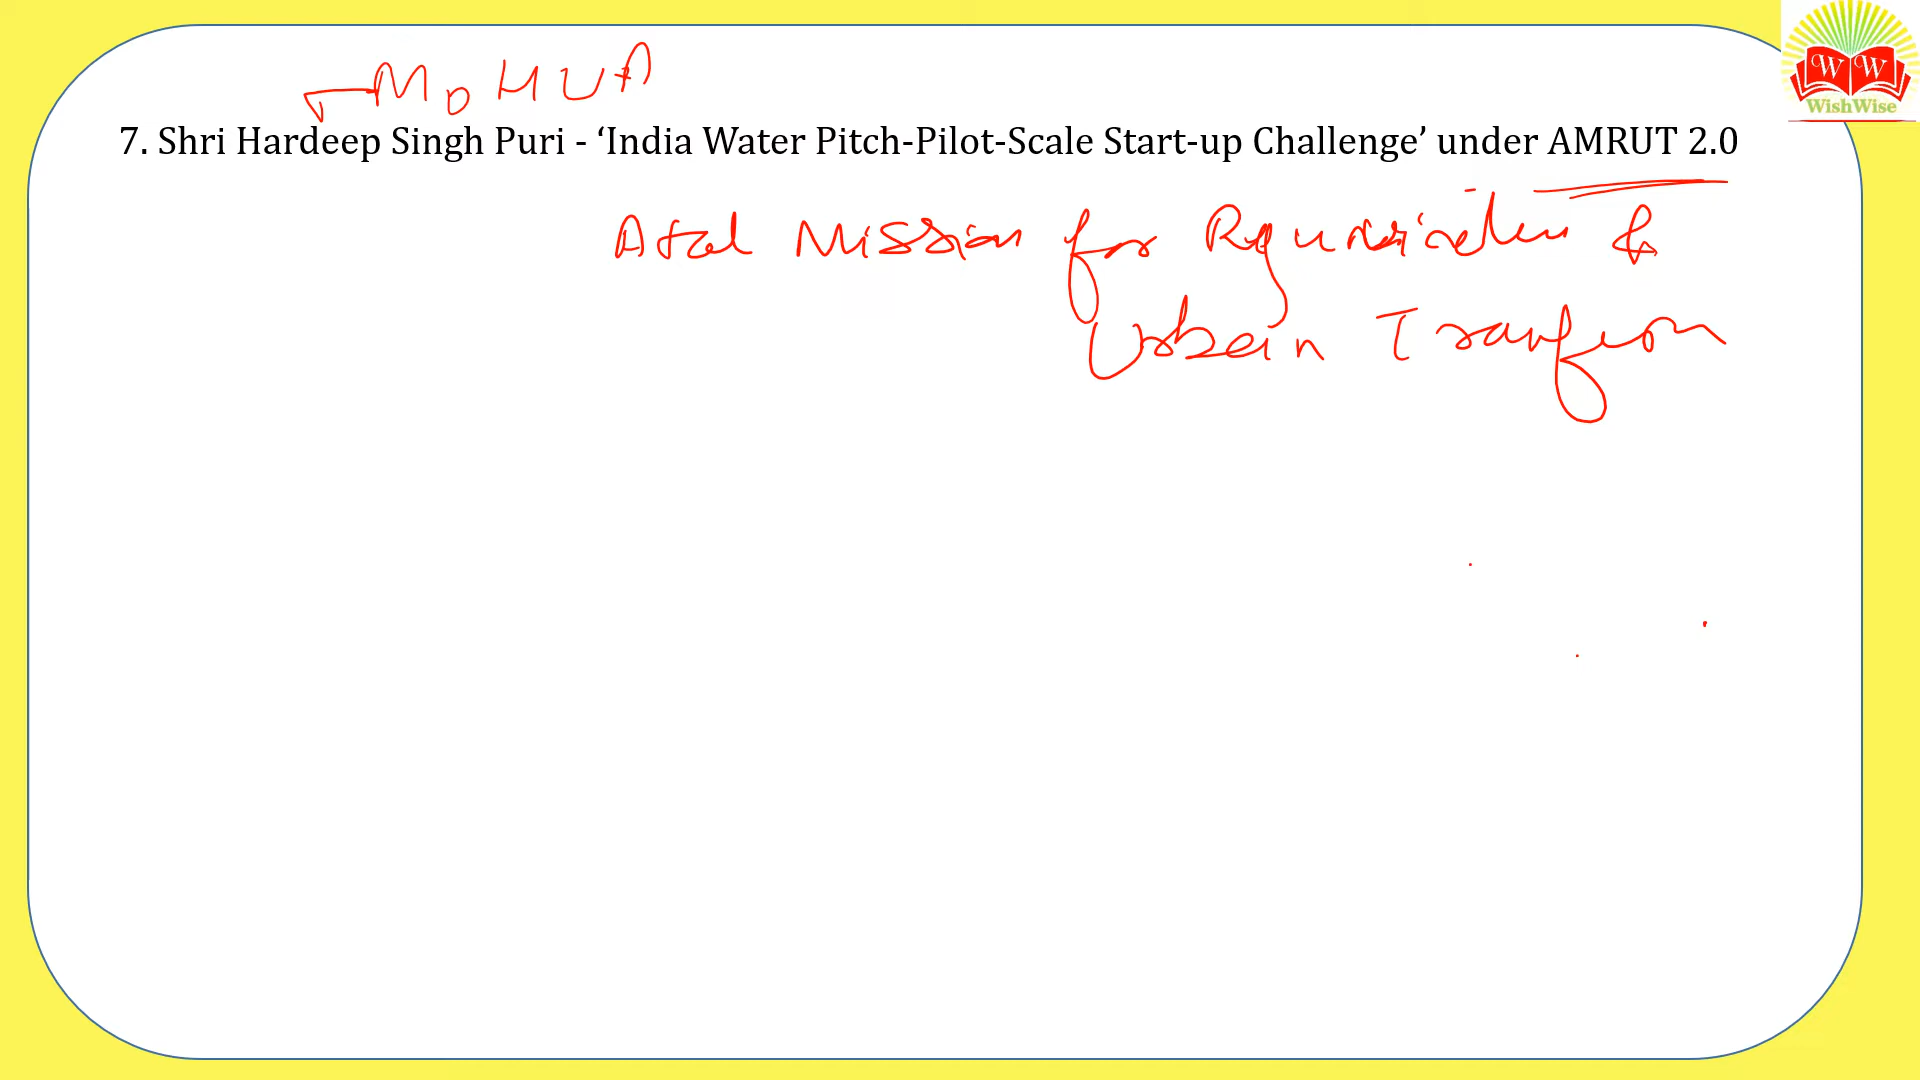 MoHUA
W W
WishWise
7. Shri Hardeep Singh Puri - ‘India Water Pitch-Pilot-Scale Start-up Challenge’ under AMRUT 2.0
Atal Mission for &
Urban